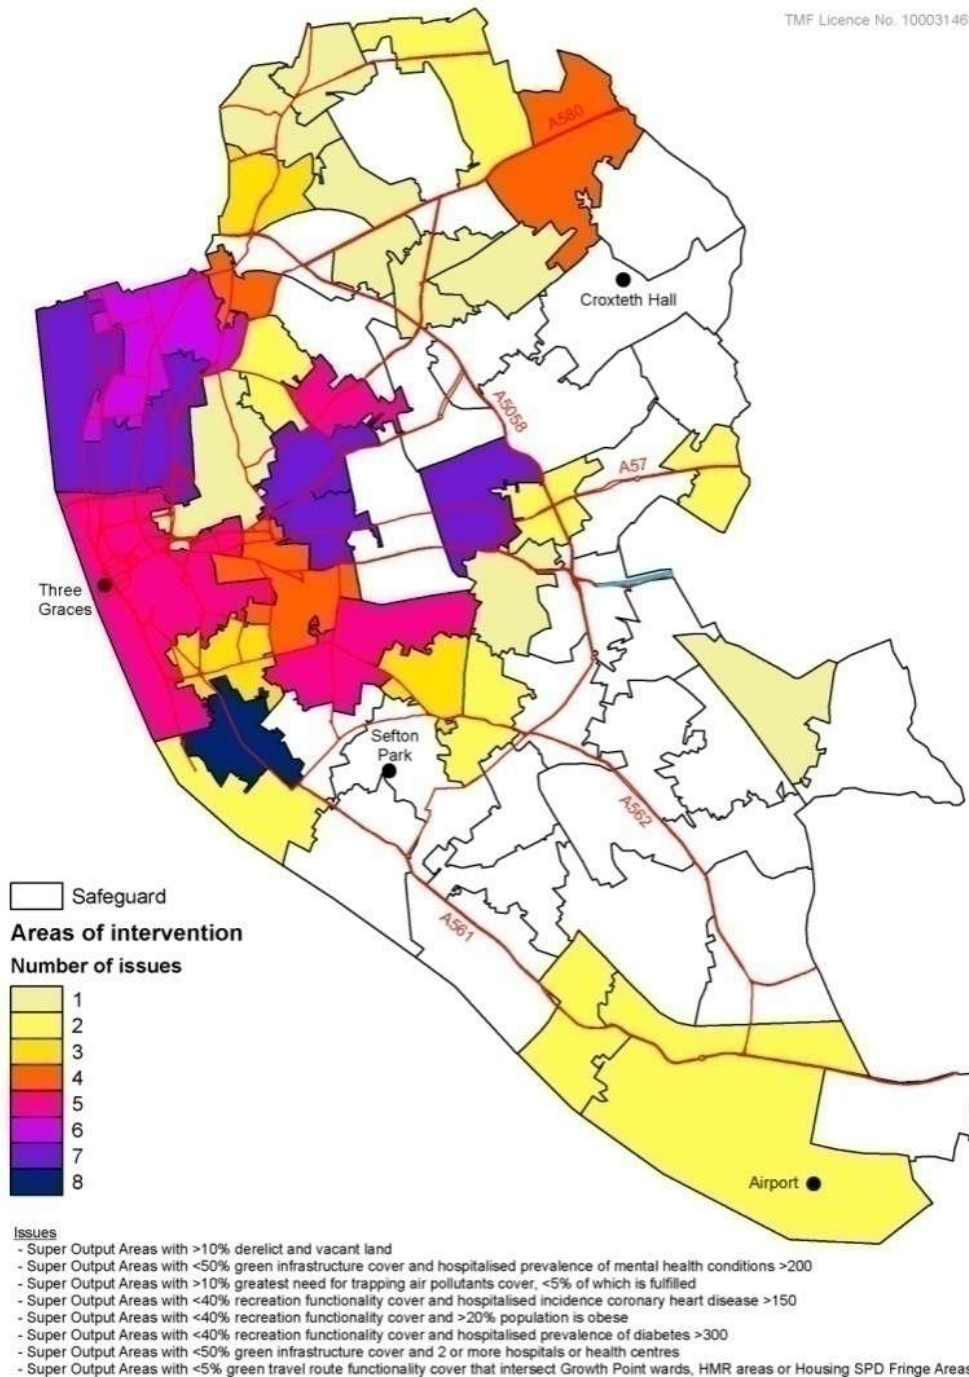 TMF Licence No. 10003146
A580
Croxteth Hall
A5058
A57
Three
Graces
Sefton
Park
A562
A561
Safeguard
Areas of intervention
Number of issues
1
2
3
4
5
6
7
8
Airport
Issues
- Super Output Areas with >10% derelict and vacant land
- Super Output Areas with <50% green infrastructure cover and hospitalised prevalence of mental health conditions >200
- Super Output Areas with >10% greatest need for trapping air pollutants cover, <5% of which is fulfilled
- Super Output Areas with <40% recreation functionality cover and hospitalised incidence coronary heart disease >150
- Super Output Areas with <40% recreation functionality cover and >20% population is obese
- Super Output Areas with <40% recreation functionality cover and hospitalised prevalence of diabetes >300
- Super Output Areas with <50% green infrastructure cover and 2 or more hospitals or health centres
- Super Output Areas with <5% green travel route functionality cover that intersect Growth Point wards, HMR areas or Housing SPD Fringe Areas